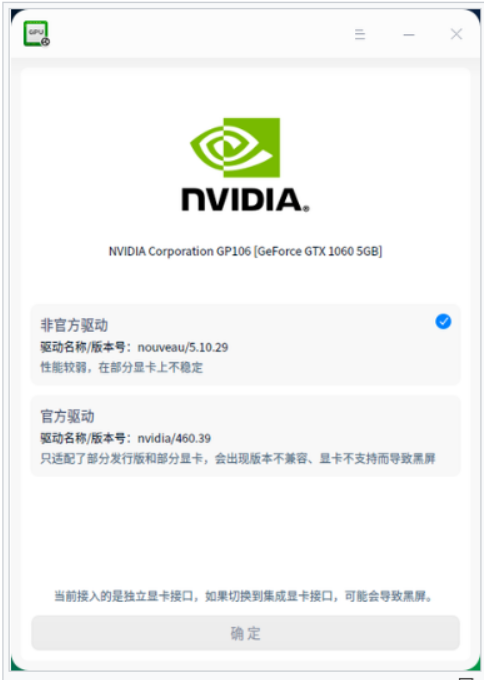 GPU
NVIDIA®
NVIDIA Corporation GP106 [GeForce GTX 1060 5GB]
非官方驱动
驱动名称/版本号：nouveau/5.10.29
性能较弱，在部分显卡上不稳定
官方驱动
驱动名称/版本号：nvidia/460.39
只适配了部分发行版和部分显卡，会出现版本不兼容、显卡不支持而导致黑屏
当前接入的是独立显卡接口，如果切换到集成显卡接口，可能会导致黑屏。
确定